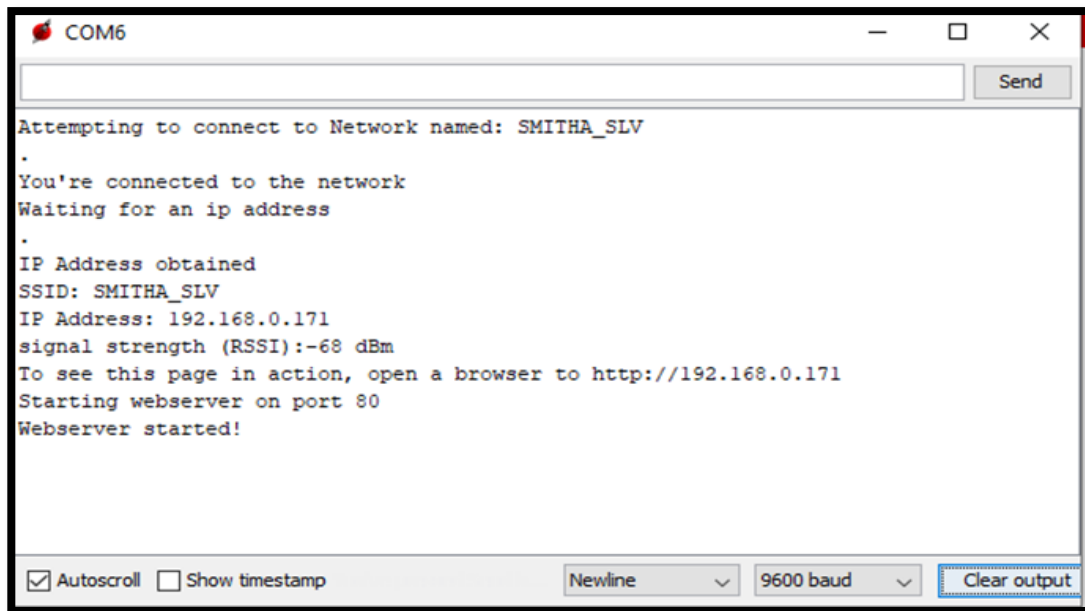 COM6
Send
Attempting to connect to Network named: SMITHA_SLV
.
You're connected to the network
Waiting for an ip address
.
IP Address obtained
SSID: SMITHA_SLV
IP Address: 192.168.0.171
signal strength (RSSI):-68 dBm
To see this page in action, open a browser to http://192.168.0.171
Starting webserver on port 80
Webserver started!
Autoscroll Show timestamp Newline 9600 baud Clear output